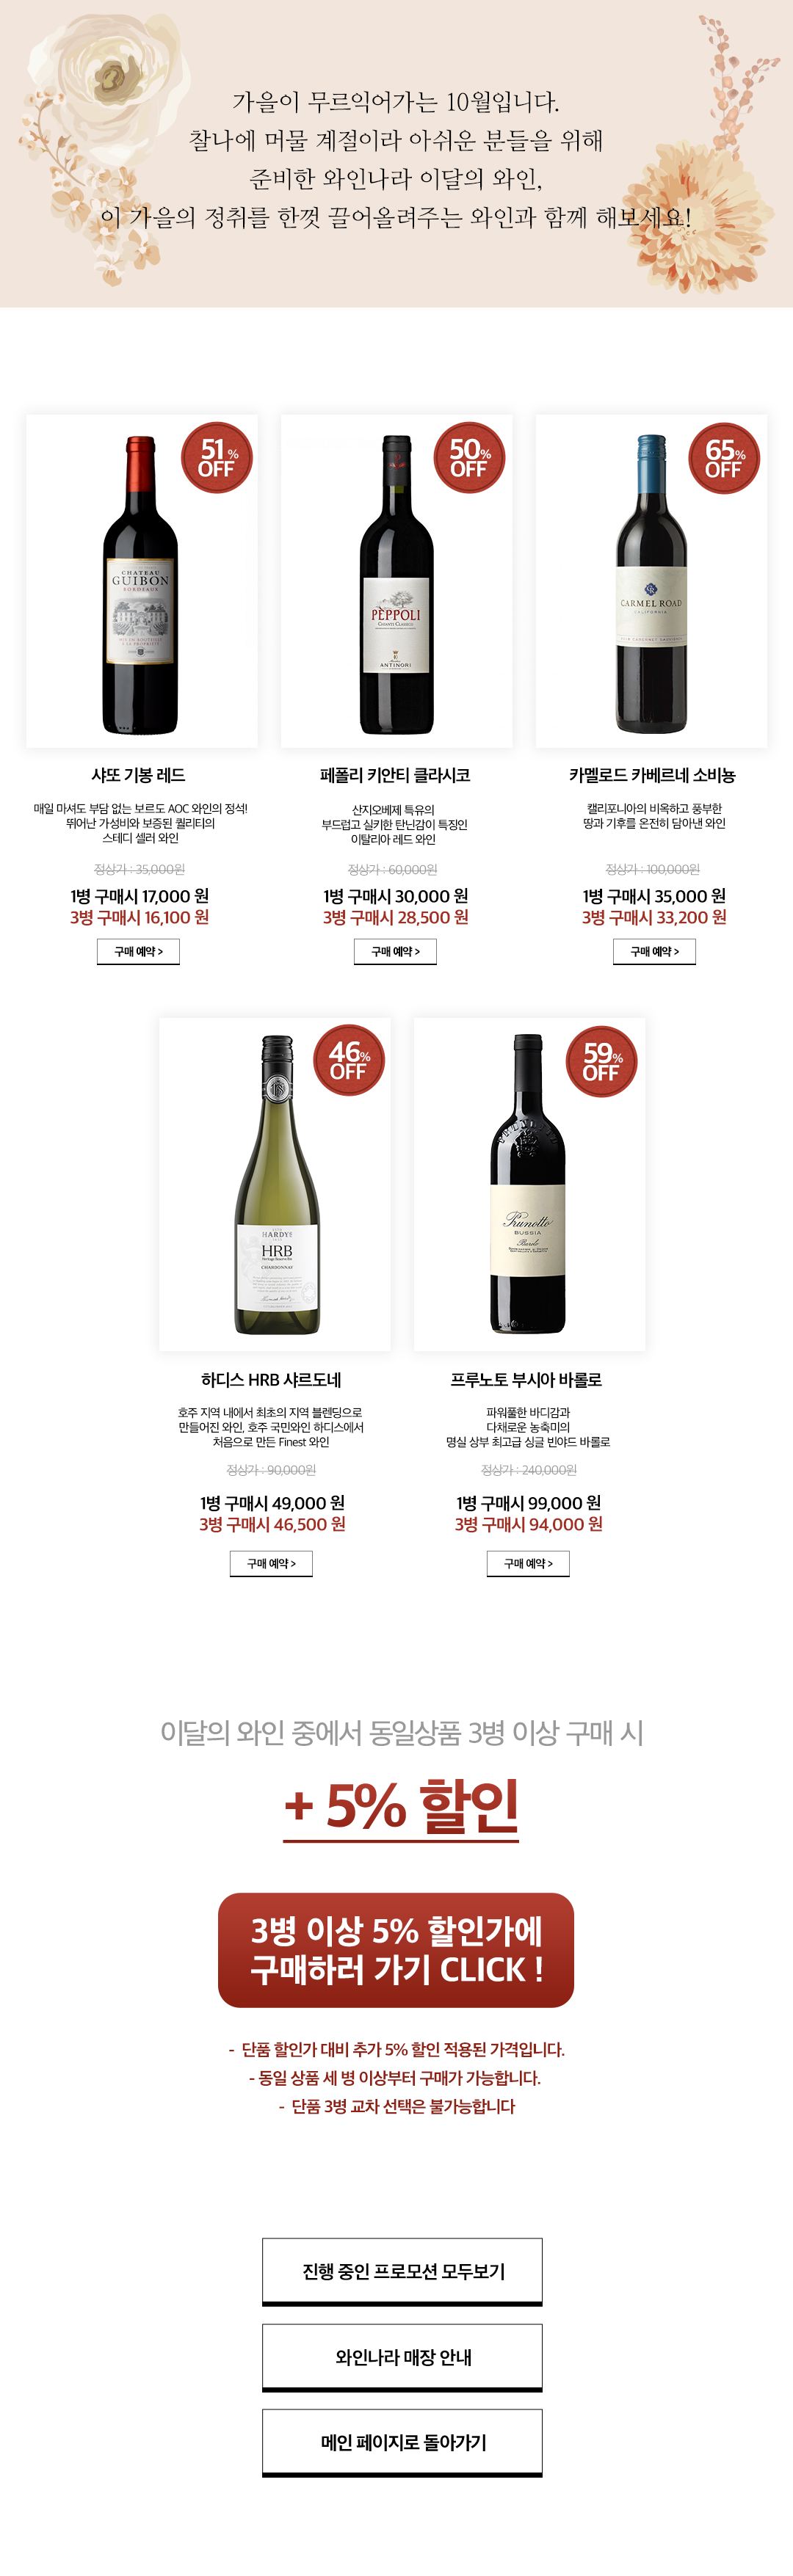 가을이 무르익어가는 10월입니다.
찰나에 머물 계절이라 아쉬운 분들을 위해
준비한 와인나라 이달의 와인,
이 가을의 정취를 한껏 끌어올려주는 와인과 함께 해보세요!
51%
OFF
CHATEAU
GUIBON
BORDEAUX
MIS EN BOUTEILLE
A LA PROPRIETE
50%
OFF
PÈPPOLI
CHIANTI CLASSICO
ANTINORI
65%
OFF
CARMEL ROAD
CALIFORNIA
CABERNET SAUVIGNON
샤또 기봉 레드
매일 마셔도 부담 없는 보르도 AOC 와인의 정석!
뛰어난 가성비와 보증된 퀄리티의
스테디 셀러 와인
정상가 : 35,000원
1병 구매시 17,000 원
3병 구매시 16,100 원
구매 예약 >
페폴리 키안티 클라시코
산지오베제 특유의
부드럽고 실키한 탄닌감이 특징인
이탈리아 레드 와인
정상가 : 60,000원
1병 구매시 30,000 원
3병 구매시 28,500 원
구매 예약 >
카멜로드 카베르네 소비뇽
캘리포니아의 비옥하고 풍부한
땅과 기후를 온전히 담아낸 와인
정상가 : 100,000원
1병 구매시 35,000 원
3병 구매시 33,200 원
구매 예약 >
46%
OFF
HARDYS
HRB
CHARDONNAY
59%
OFF
Prunotto
BUSSIA
Barolo
하디스 HRB 샤르도네
호주 지역 내에서 최초의 지역 블렌딩으로
만들어진 와인, 호주 국민와인 하디스에서
처음으로 만든 Finest 와인
정상가 : 90,000원
1병 구매시 49,000 원
3병 구매시 46,500 원
구매 예약 >
프루노토 부시아 바롤로
파워풀한 바디감과
다채로운 농축미의
명실 상부 최고급 싱글 빈야드 바롤로
정상가 : 240,000원
1병 구매시 99,000 원
3병 구매시 94,000 원
구매 예약 >
이달의 와인 중에서 동일상품 3병 이상 구매 시
+ 5% 할인
3병 이상 5% 할인가에
구매하러 가기 CLICK !
- 단품 할인가 대비 추가 5% 할인 적용된 가격입니다.
- 동일 상품 세 병 이상부터 구매가 가능합니다.
- 단품 3병 교차 선택은 불가능합니다
진행 중인 프로모션 모두보기
와인나라 매장 안내
메인 페이지로 돌아가기